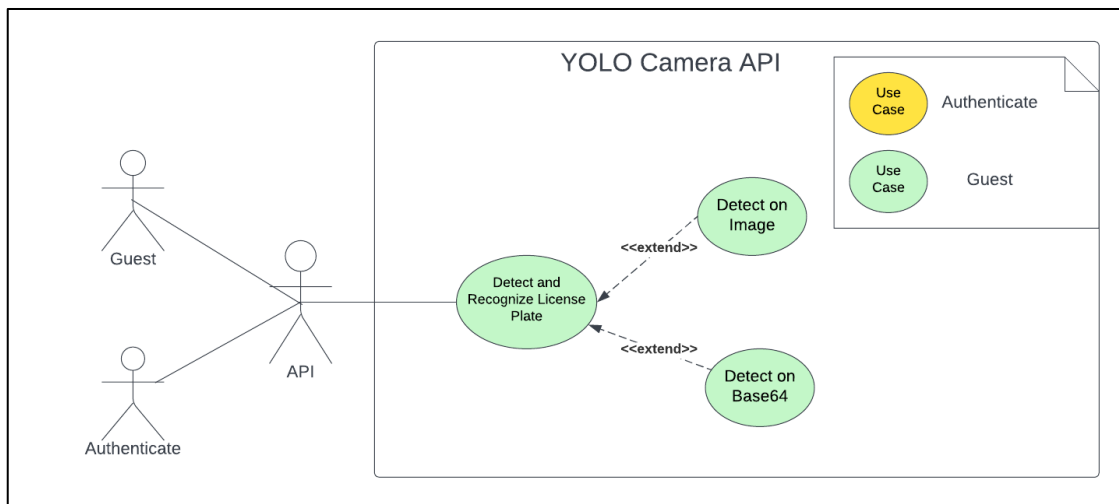 YOLO Camera API
Use
Case
Authenticate
Use
Case
Guest
Guest
Authenticate
API
Detect and
Recognize License
Plate
Detect on
Image
<<extend>>
<<extend>>
Detect on
Base64